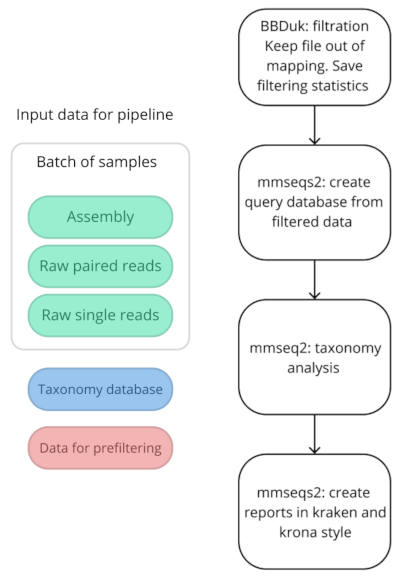 Input data for pipeline
Batch of samples
Assembly
Raw paired reads
Raw single reads
Taxonomy database
Data for prefiltering
BBDuk: filtration
Keep file out of
mapping. Save
filtering statistics
mmseqs2: create
query database from
filtered data
mmseq2: taxonomy
analysis
mmseqs2: create
reports in kraken and
krona style